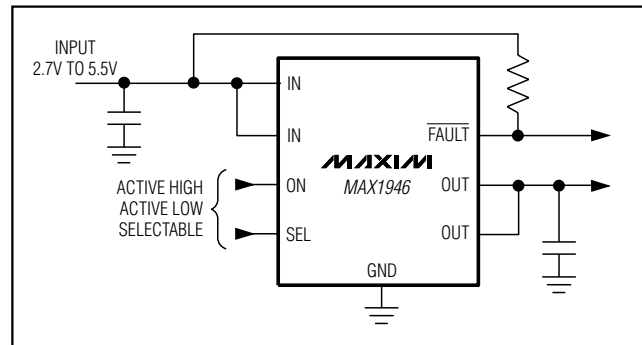 INPUT
2.7V TO 5.5V
IN
IN
FAULT
MAXIM
MAX1946
ON
OUT
ACTIVE HIGH
ACTIVE LOW
SELECTABLE
SEL
OUT
GND